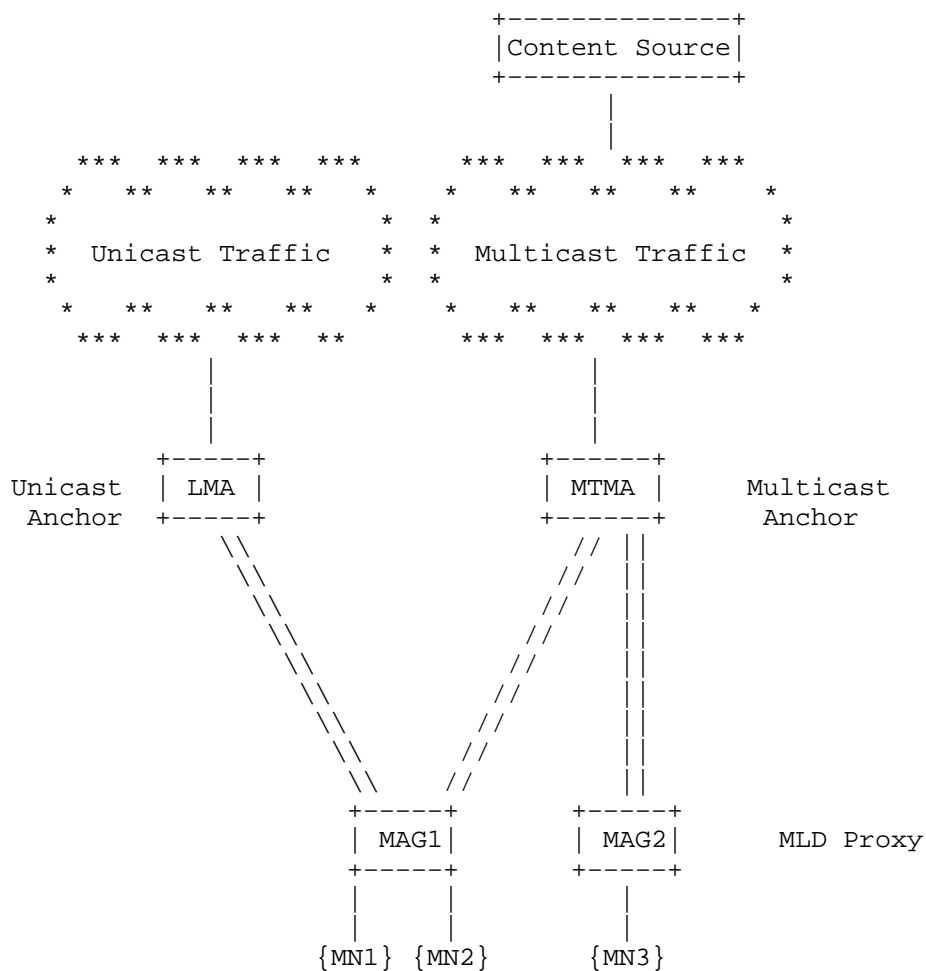 Content Source
Unicast Traffic Multicast Traffic
Unicast LMA MTMA Multicast
Anchor Anchor
MAG1 MAG2 MLD Proxy
{MN1} {MN2} {MN3}